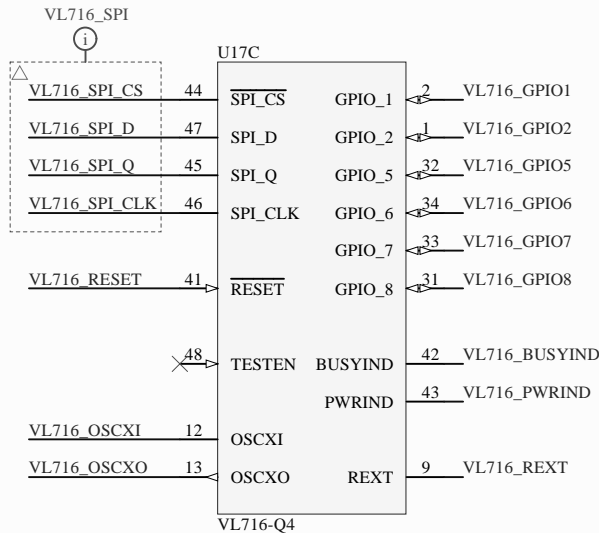 VL716_SPI
i
U17C
VL716_SPI_CS 44 SPI_CS GPIO_1 2 VL716_GPIO1
VL716_SPI_D 47 SPI_D GPIO_2 1 VL716_GPIO2
VL716_SPI_Q 45 SPI_Q GPIO_5 32 VL716_GPIO5
VL716_SPI_CLK 46 SPI_CLK GPIO_6 34 VL716_GPIO6
GPIO_7 33 VL716_GPIO7
VL716_RESET 41 RESET GPIO_8 31 VL716_GPIO8
48 TESTEN BUSYIND 42 VL716_BUSYIND
PWRIND 43 VL716_PWRIND
VL716_OSCXI 12 OSCXI
VL716_OSCXO 13 OSCXO REXT 9 VL716_REXT
VL716-Q4